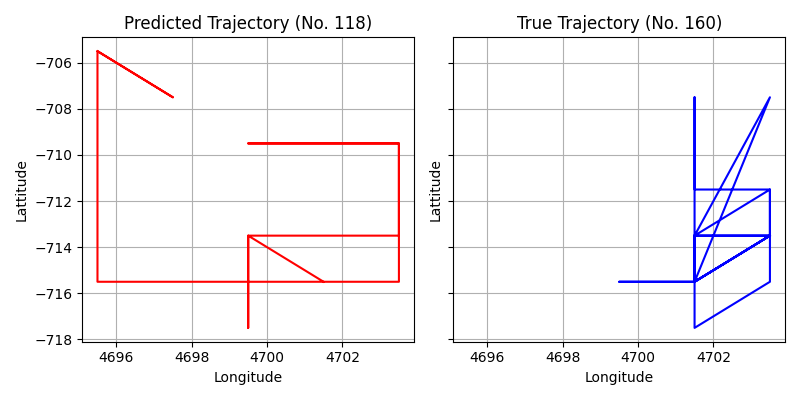 Predicted Trajectory (No. 118)
True Trajectory (No. 160)
−706
−708
−710
−712
−714
−716
−718
Lattitude
Lattitude
4696 4698 4700 4702
4696 4698 4700 4702
Longitude
Longitude